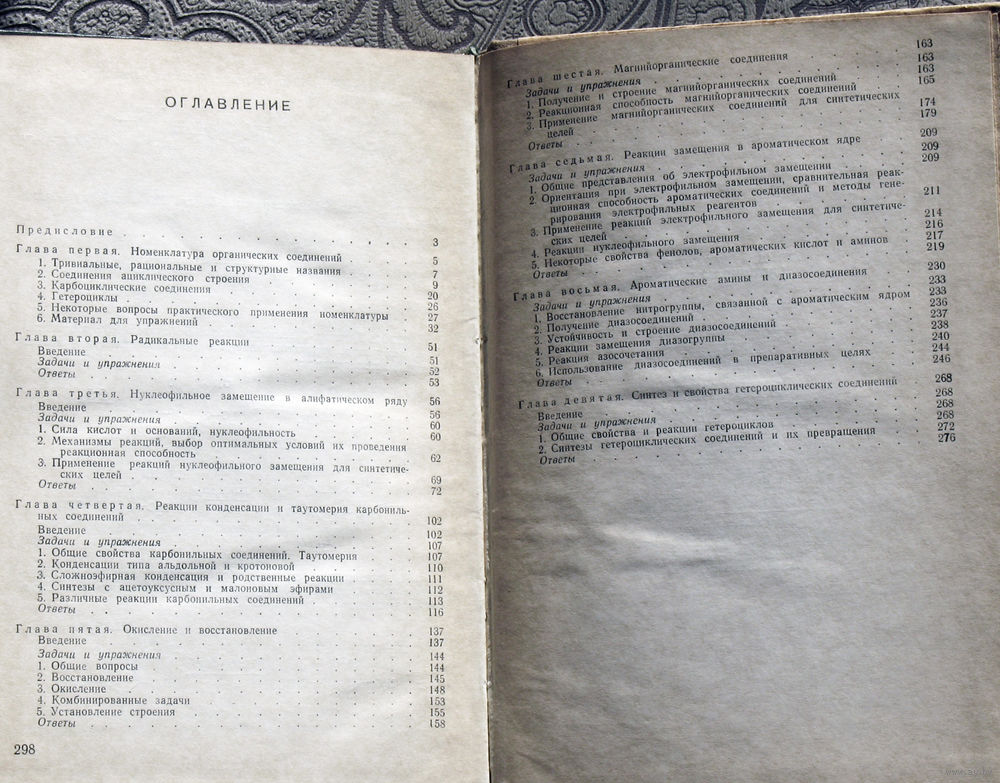 ОГЛАВЛЕНИЕ
Предисловие 3
Глава первая. Номенклатура органических соединений 5
1. Тривиальные, рациональные и структурные названия 7
2. Соединения ациклического строения 9
3. Карбоциклические соединения 20
4. Гетероциклы 26
5. Некоторые вопросы практического применения номенклатуры 27
6. Материал для упражнений 32
Глава вторая. Радикальные реакции 51
Введение 51
Задачи и упражнения 52
Ответы 53
Глава третья. Нуклеофильное замещение в алифатическом ряду 56
Введение 56
Задачи и упражнения 60
1. Сила кислот и оснований, нуклеофильность 60
2. Механизмы реакций, выбор оптимальных условий их проведения
реакционная способность 62
3. Применение реакций нуклеофильного замещения для синтетиче-
ских целей 69
Ответы 72
Глава четвертая. Реакции конденсации и таутомерия карбониль-
ных соединений 102
Введение 102
Задачи и упражнения 107
1. Общие свойства карбонильных соединений. Таутомерия 107
2. Конденсации типа альдольной и кротоновой 110
3. Сложноэфирная конденсация и родственные реакции 111
4. Синтезы с ацетоуксусным и малоновым эфирами 112
5. Различные реакции карбонильных соединений 113
Ответы 116
Глава пятая. Окисление и восстановление 137
Введение 137
Задачи и упражнения 144
1. Общие вопросы 144
2. Восстановление 145
3. Окисление 148
4. Комбинированные задачи 153
5. Установление строения 155
Ответы 158
298
Глава шестая. Магнийорганические соединения 163
Задачи и упражнения 163
1. Получение и строение магнийорганических соединений 163
2. Реакционная способность магнийорганических соединений 165
3. Применение магнийорганических соединений для синтетических
целей 174
Ответы 179
Глава седьмая. Реакции замещения в ароматическом ядре 209
Задачи и упражнения 209
1. Общие представления об электрофильном замещении 209
2. Ориентация при электрофильном замещении, сравнительная реак-
ционная способность ароматических соединений и методы гене-
рирования электрофильных реагентов 211
3. Применение реакций электрофильного замещения для синтетиче-
ских целей 214
4. Реакции нуклеофильного замещения 216
5. Некоторые свойства фенолов, ароматических кислот и аминов 217
Ответы 219
Глава восьмая. Ароматические амины и диазосоединения 230
Задачи и упражнения 233
1. Восстановление нитрогруппы, связанной с ароматическим ядром 233
2. Получение диазосоединений 236
3. Устойчивость и строение диазосоединений 237
4. Реакции замещения диазогруппы 238
5. Реакция азосочетания 240
6. Использование диазосоединений в препаративных целях 244
Ответы 246
Глава девятая. Синтез и свойства гетероциклических соединений 268
Введение 268
Задачи и упражнения 268
1. Общие свойства и реакции гетероциклов 268
2. Синтезы гетероциклических соединений и их превращения 272
Ответы 276